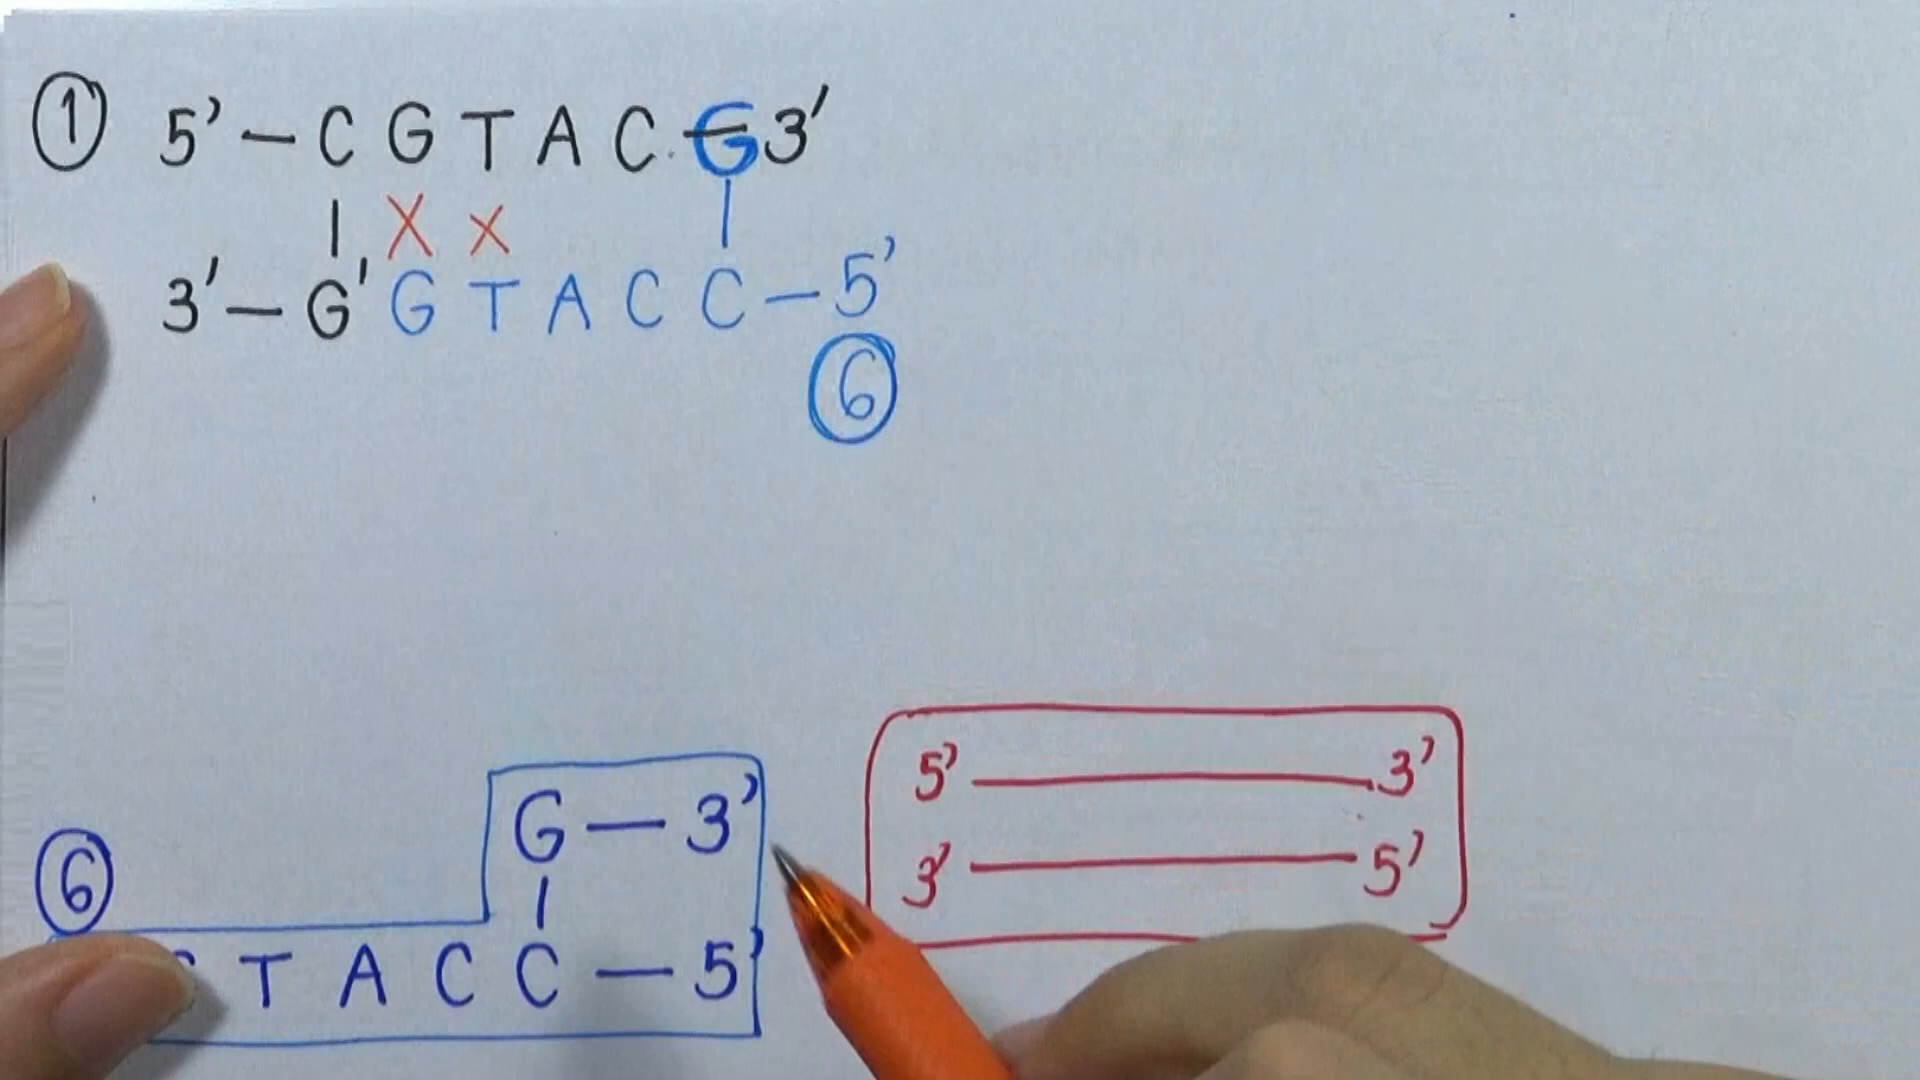 ① 5' – C G T A C G 3'
| X X |
3' – G' G T A C C – 5'
⑥
5' — 3'
3' — 5'
⑥
G – 3'
|
T A C C – 5'